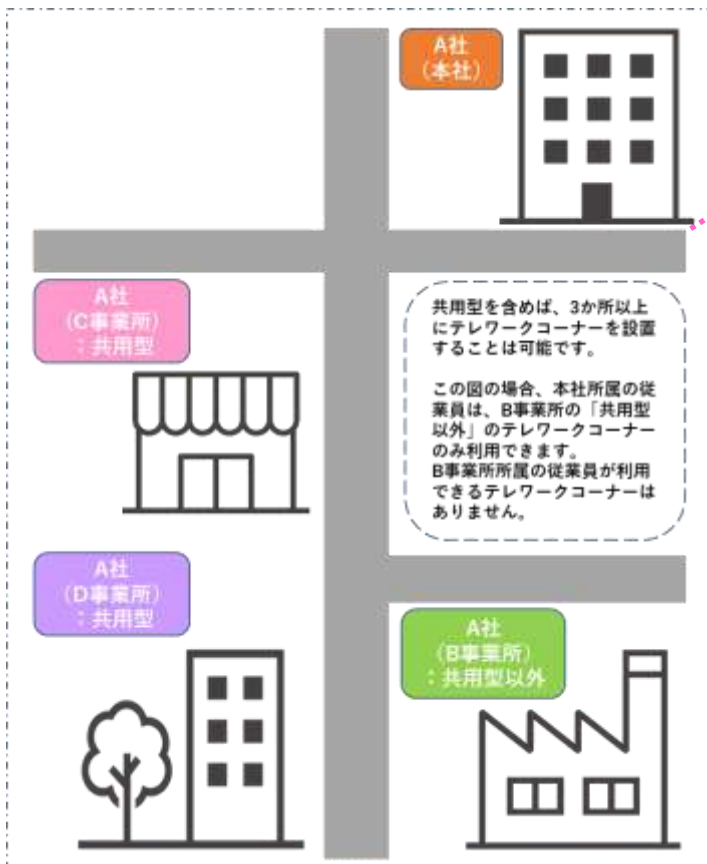 A社
（本社）
A社
（C事業所）
：共用型
共用型を含めば、3か所以上
にテレワークコーナーを設置
することは可能です。
この図の場合、本社所属の従
業員は、B事業所の「共用型
以外」のテレワークコーナー
のみ利用できます。
B事業所所属の従業員が利用
できるテレワークコーナーは
ありません。
A社
（D事業所）
：共用型
A社
（B事業所）
：共用型以外